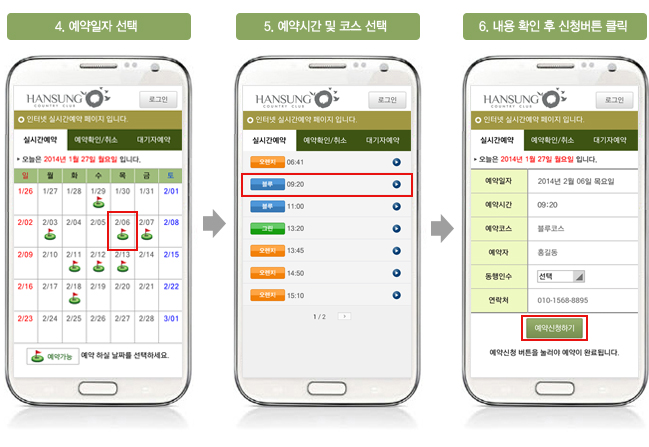 4. 예약일자 선택
HANSUNG
COUNTRY CLUB
로그인
인터넷 실시간예약 페이지 입니다.
실시간예약 예약확인/취소 대기자예약
오늘은 2014년 1월 27일 월요일 입니다.
일 월 화 수 목 금 토
1/26 1/27 1/28 1/29 1/30 1/31 2/01
2/02 2/03 2/04 2/05 2/06 2/07 2/08
2/09 2/10 2/11 2/12 2/13 2/14 2/15
2/16 2/17 2/18 2/19 2/20 2/21 2/22
2/23 2/24 2/25 2/26 2/27 2/28 3/01
예약가능 예약 하실 날짜를 선택하세요.
5. 예약시간 및 코스 선택
HANSUNG
COUNTRY CLUB
로그인
인터넷 실시간예약 페이지 입니다.
실시간예약 예약확인/취소 대기자예약
오렌지 06:41
블루 09:20
블루 11:00
그린 13:20
오렌지 13:45
오렌지 14:50
오렌지 15:10
1 / 2 >
6. 내용 확인 후 신청버튼 클릭
HANSUNG
COUNTRY CLUB
로그인
인터넷 실시간예약 페이지 입니다.
실시간예약 예약확인/취소 대기자예약
오늘은 2014년 1월 27일 월요일 입니다.
예약일자 2014년 2월 06일 목요일
예약시간 09:20
예약코스 블루코스
예약자 홍길동
동행인수 선택
연락처 010-1568-8895
예약신청하기
예약신청 버튼을 눌러야 예약이 완료됩니다.